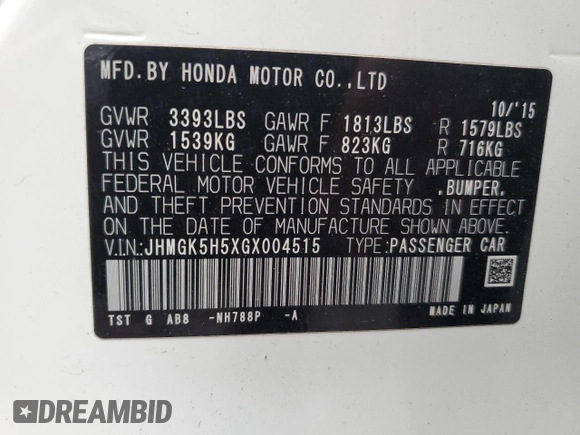 MFD.BY HONDA MOTOR CO.,LTD
10/'15
GVWR 3393LBS GAWR F 1813LBS R 1579LBS
GVWR 1539KG GAWR F 823KG R 716KG
THIS VEHICLE CONFORMS TO ALL APPLICABLE
FEDERAL MOTOR VEHICLE SAFETY .BUMPER.
AND THEFT PREVENTION STANDARDS IN EFFECT
ON THE DATE OF MANUFACTURE SHOWN ABOVE.
V.I.N:JHMGK5H5XGX004515 TYPE:PASSENGER CAR
TST G AB8 -NH788P -A
MADE IN JAPAN
DREAMBID